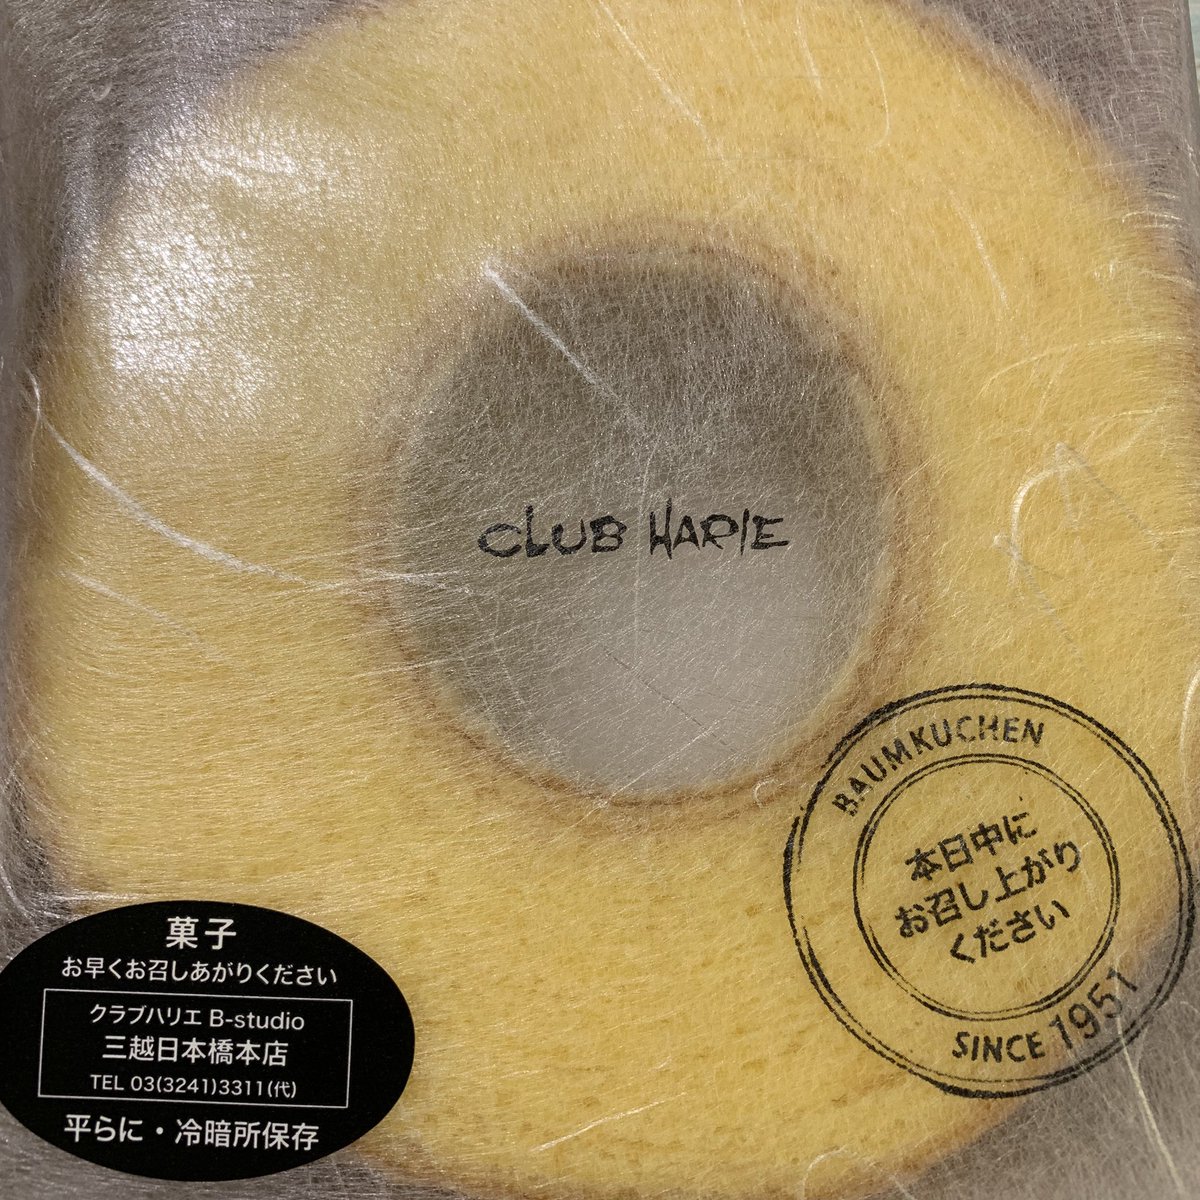 CLUB HARIE
BAUMKUCHEN
本日中に
お召し上がり
ください
SINCE 1951
菓子
お早くお召しあがりください
クラブハリエ B-studio
三越日本橋本店
TEL 03(3241)3311(代)
平らに・冷暗所保存